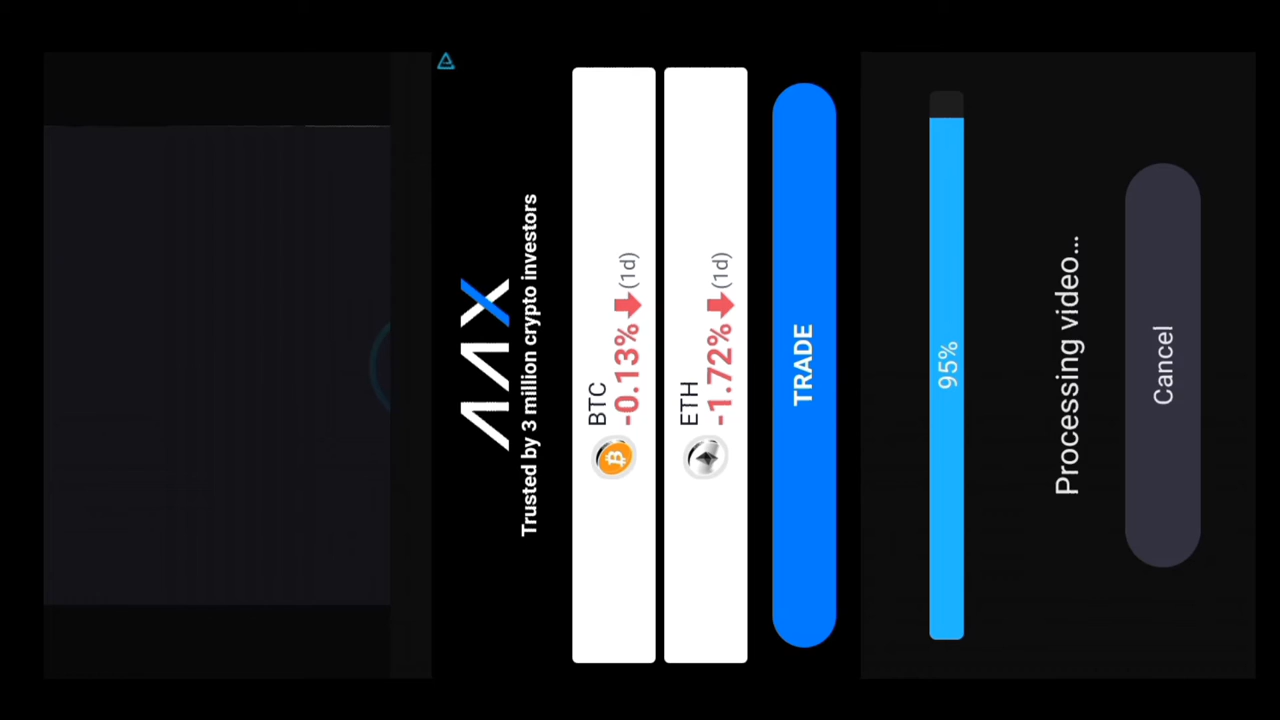 AAX
Trusted by 3 million crypto investors
BTC
-0.13% (1d)
ETH
-1.72% (1d)
TRADE
95%
Processing video...
Cancel